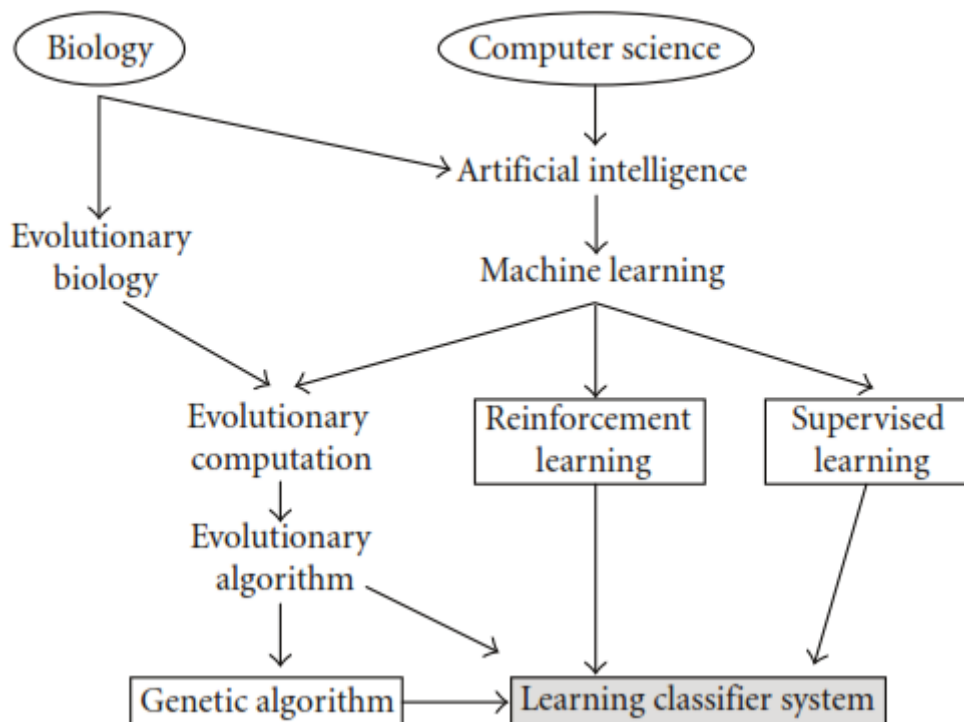 Biology
Computer science
Artificial intelligence
Evolutionary
biology
Machine learning
Evolutionary
computation
Reinforcement
learning
Supervised
learning
Evolutionary
algorithm
Genetic algorithm
Learning classifier system